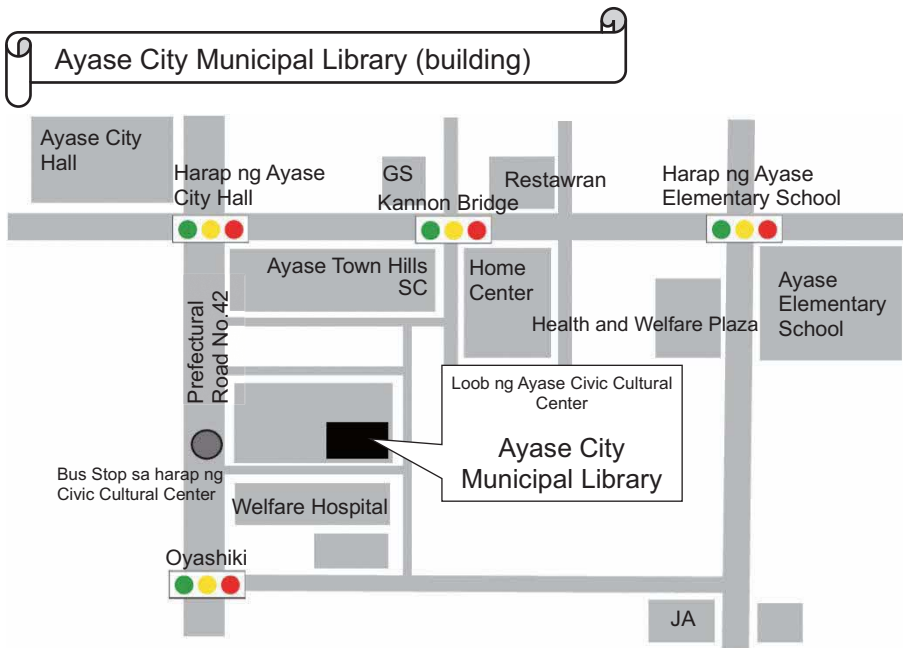 Ayase City Municipal Library (building)
Ayase City
Hall
Harap ng Ayase
City Hall
GS
Kannon Bridge
Restawran
Harap ng Ayase
Elementary School
Ayase Town Hills
SC
Home
Center
Ayase
Elementary
School
Health and Welfare Plaza
Prefectural
Road No.42
Loob ng Ayase Civic Cultural
Center
Ayase City
Municipal Library
Bus Stop sa harap ng
Civic Cultural Center
Welfare Hospital
Oyashiki
JA